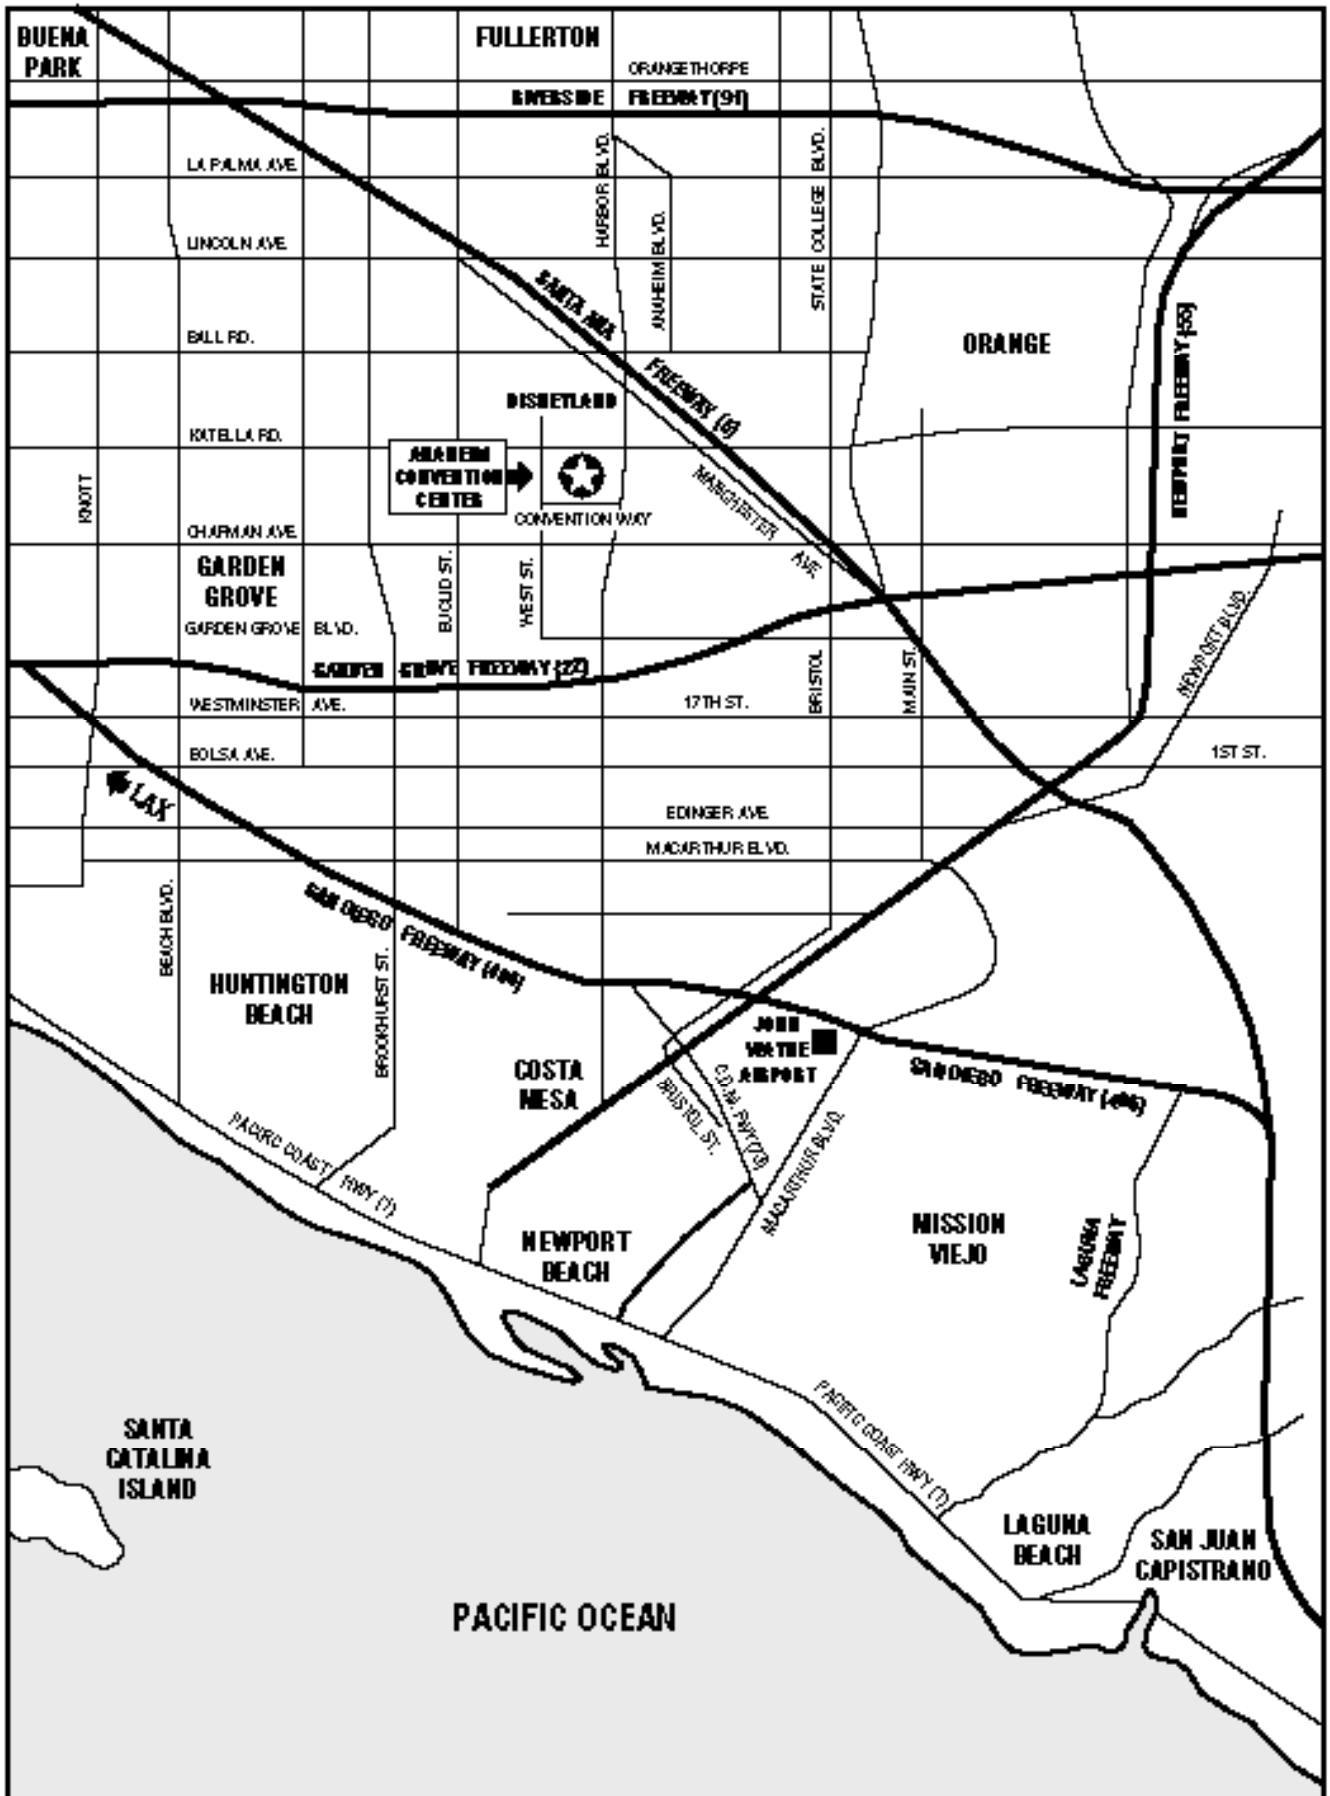 BUENA
PARK
FULLERTON
ORANGETHORPE
RIVERSIDE FREEWAY (91)
LA PALMA AVE.
HARBOR BLVD.
STATE COLLEGE BLVD.
LINCOLN AVE.
ANAHEIM BLVD.
SANTA ANA FREEWAY (5)
BALL RD.
ORANGE
NEWPORT FREEWAY (55)
DISNEYLAND
KATELLA RD.
ANAHEIM
CONVENTION
CENTER
MANCHESTER AVE.
KNOTT
CONVENTION WAY
CHAPMAN AVE.
GARDEN
GROVE
EUCLID ST.
WEST ST.
GARDEN GROVE BLVD.
GARDEN GROVE FREEWAY (22)
BRISTOL
MAIN ST.
NEWPORT BLVD.
WESTMINSTER AVE.
17TH ST.
BOLSA AVE.
1ST ST.
LAX
EDINGER AVE.
MACARTHUR BLVD.
BEACH BLVD.
SAN DIEGO FREEWAY (405)
HUNTINGTON
BEACH
BROOKHURST ST.
COSTA
MESA
JOHN
WAYNE
AIRPORT
SAN DIEGO FREEWAY (405)
BRISTOL ST.
C.D.M. FWY (73)
MACARTHUR BLVD.
PACIFIC COAST HWY (1)
NEWPORT
BEACH
MISSION
VIEJO
LAGUNA
FREEWAY
PACIFIC COAST HWY (1)
SANTA
CATALINA
ISLAND
LAGUNA
BEACH
SAN JUAN
CAPISTRANO
PACIFIC OCEAN